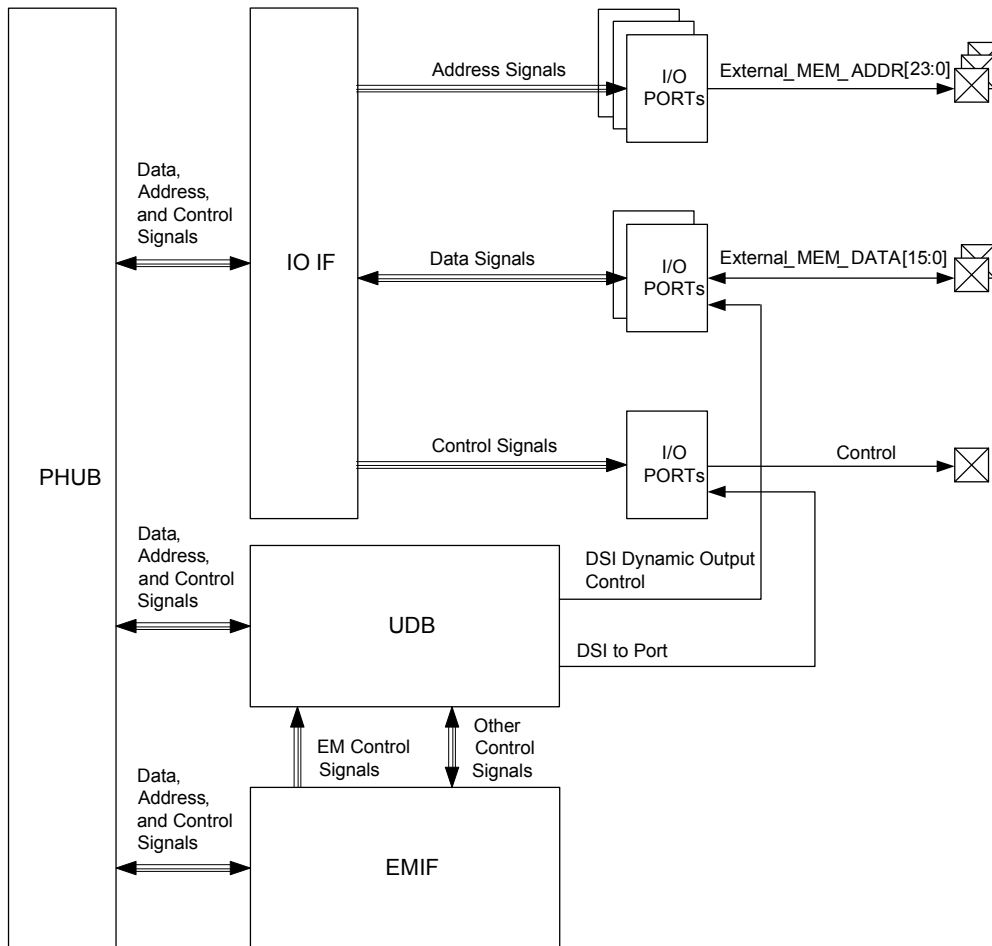 Address Signals
I/O
PORTs
External_MEM_ADDR[23:0]
Data,
Address,
and Control
Signals
IO IF
Data Signals
I/O
PORTs
External_MEM_DATA[15:0]
Control Signals
I/O
PORTs
Control
PHUB
Data,
Address,
and Control
Signals
UDB
DSI Dynamic Output
Control
DSI to Port
EM Control
Signals
Other
Control
Signals
Data,
Address,
and Control
Signals
EMIF